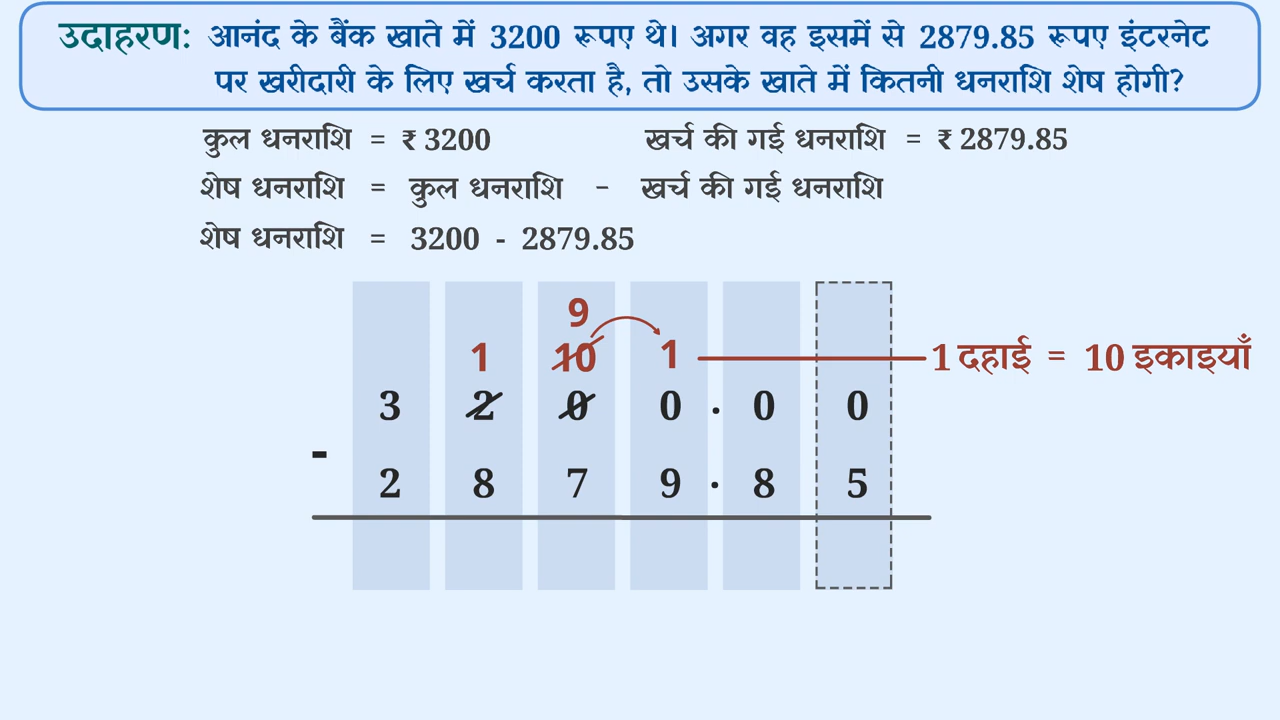 उदाहरण: आनंद के बैंक खाते में 3200 रूपए थे। अगर वह इसमें से 2879.85 रूपए इंटरनेट
पर खरीदारी के लिए खर्च करता है, तो उसके खाते में कितनी धनराशि शेष होगी?
कुल धनराशि = ₹ 3200 खर्च की गई धनराशि = ₹ 2879.85
शेष धनराशि = कुल धनराशि - खर्च की गई धनराशि
शेष धनराशि = 3200 - 2879.85
9
1 10 1 1 दहाई = 10 इकाइयाँ
3 2 0 0 . 0 0
- 2 8 7 9 . 8 5